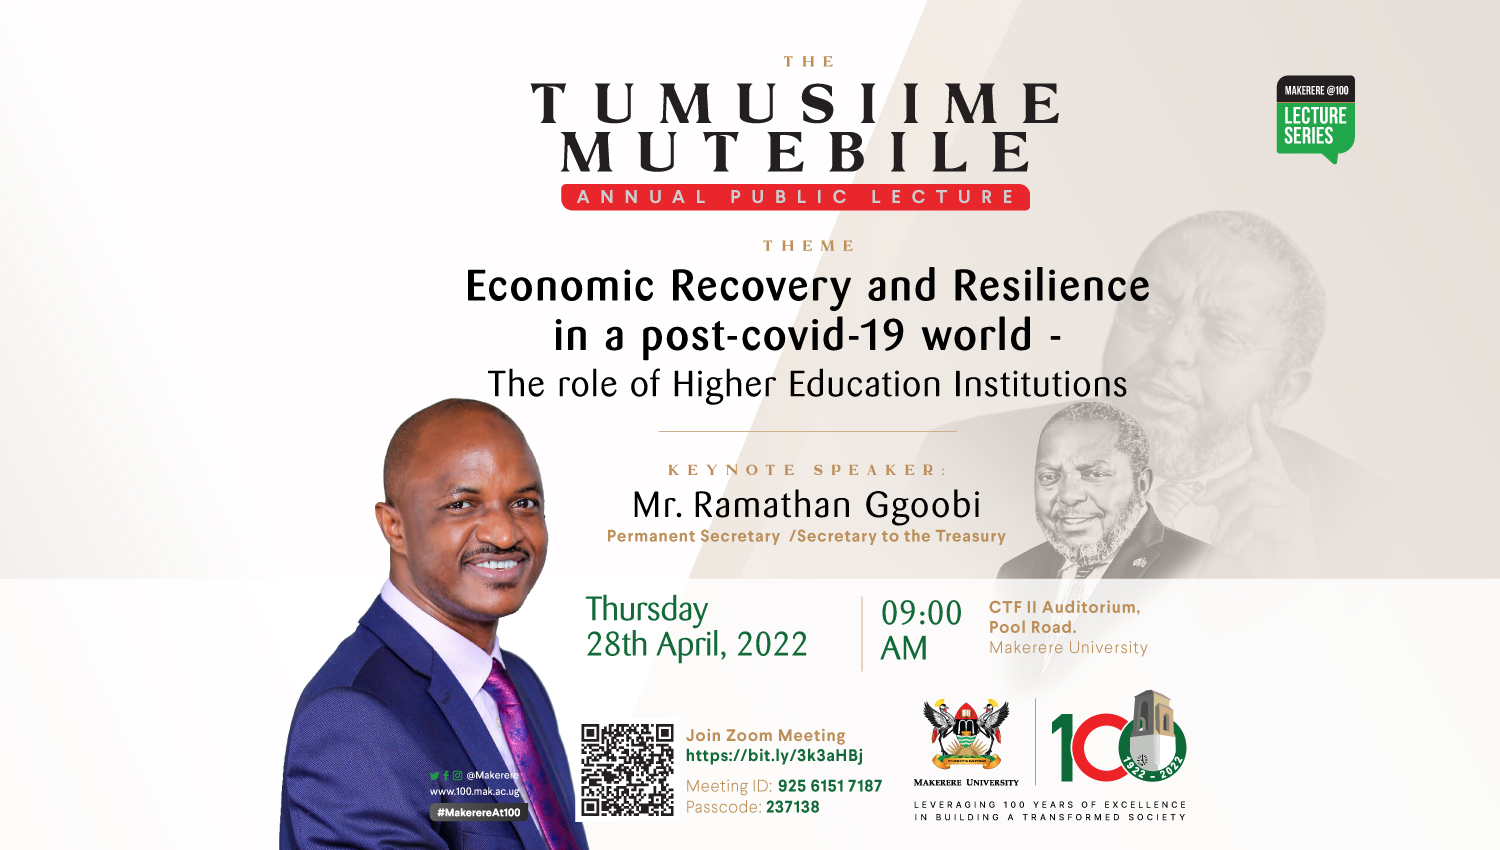 THE
TUMUSIIME
MUTEBILE
ANNUAL PUBLIC LECTURE
MAKERERE @100
LECTURE
SERIES
THEME
Economic Recovery and Resilience
in a post-covid-19 world -
The role of Higher Education Institutions
KEYNOTE SPEAKER:
Mr. Ramathan Ggoobi
Permanent Secretary /Secretary to the Treasury
Thursday
28th April, 2022
09:00
AM
CTF II Auditorium,
Pool Road.
Makerere University
@Makerere
www.100.mak.ac.ug
#MakerereAt100
Join Zoom Meeting
https://bit.ly/3k3aHBj
Meeting ID: 925 6151 7187
Passcode: 237138
MAKERERE UNIVERSITY
100
1922 - 2022
LEVERAGING 100 YEARS OF EXCELLENCE
IN BUILDING A TRANSFORMED SOCIETY